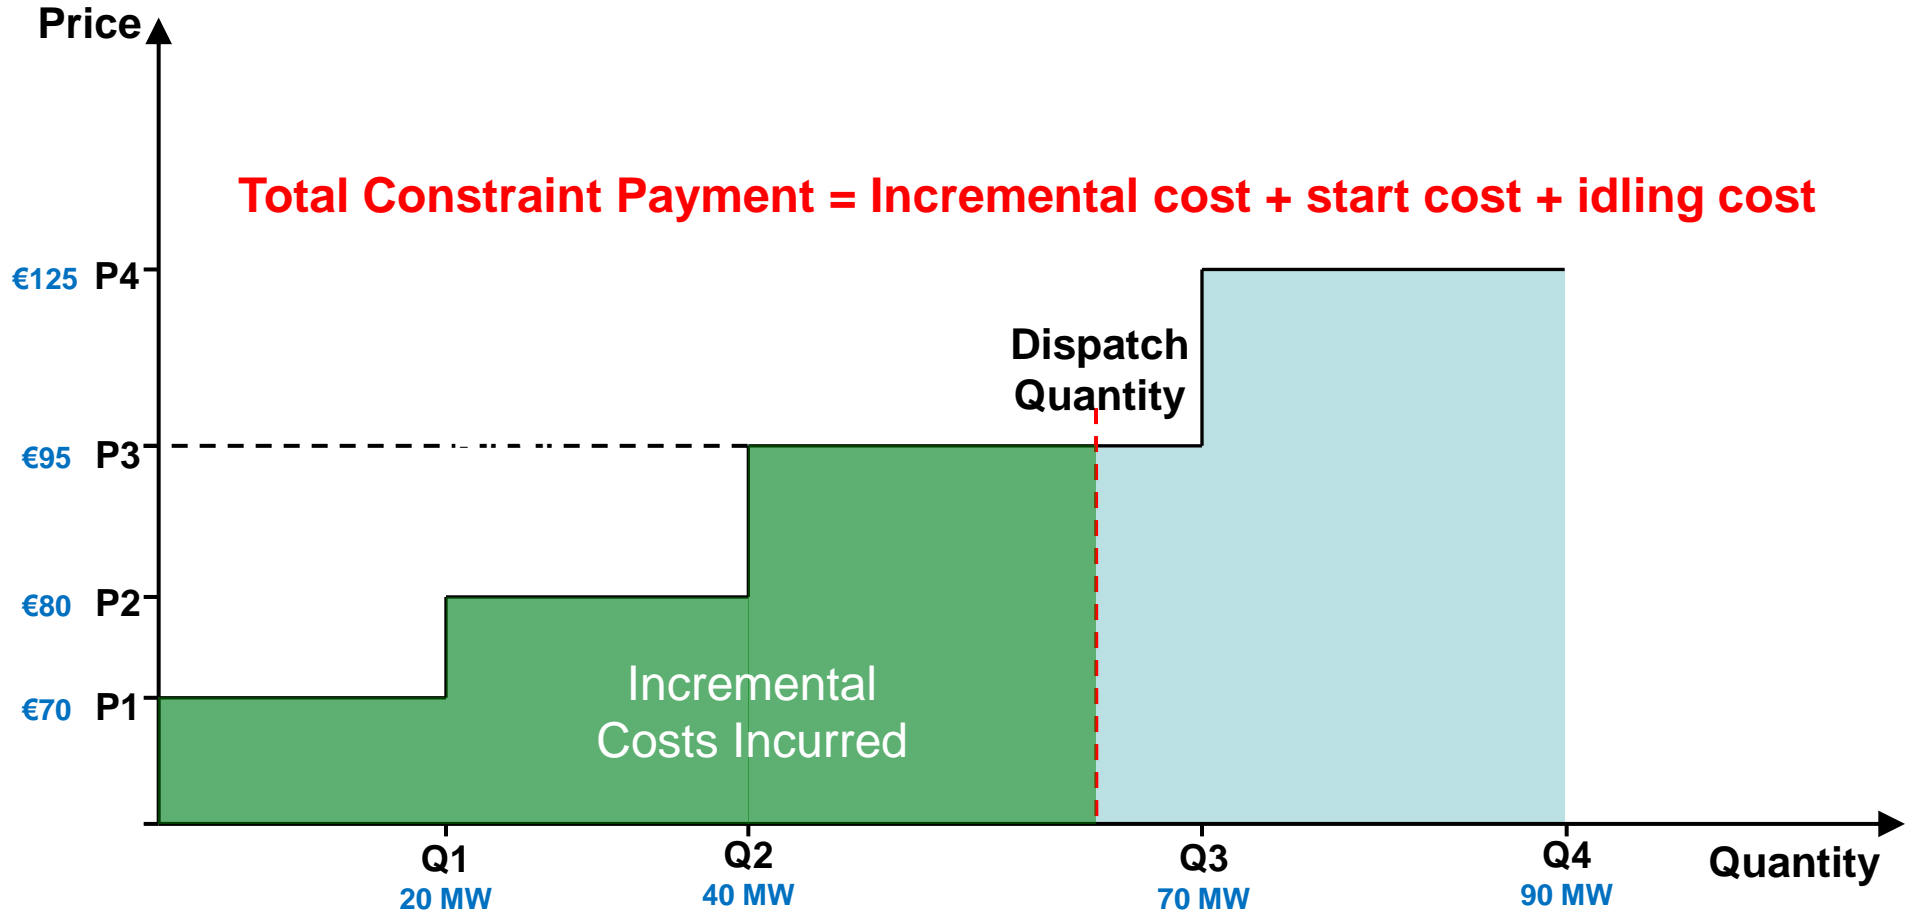 Price
Total Constraint Payment = Incremental cost + start cost + idling cost
€125 P4
Dispatch
Quantity
€95 P3
€80 P2
Incremental
€70 P1
Costs Incurred
Q1
Q2
Q3
Q4
Quantity
20 MW
40 MW
70 MW
90 MW